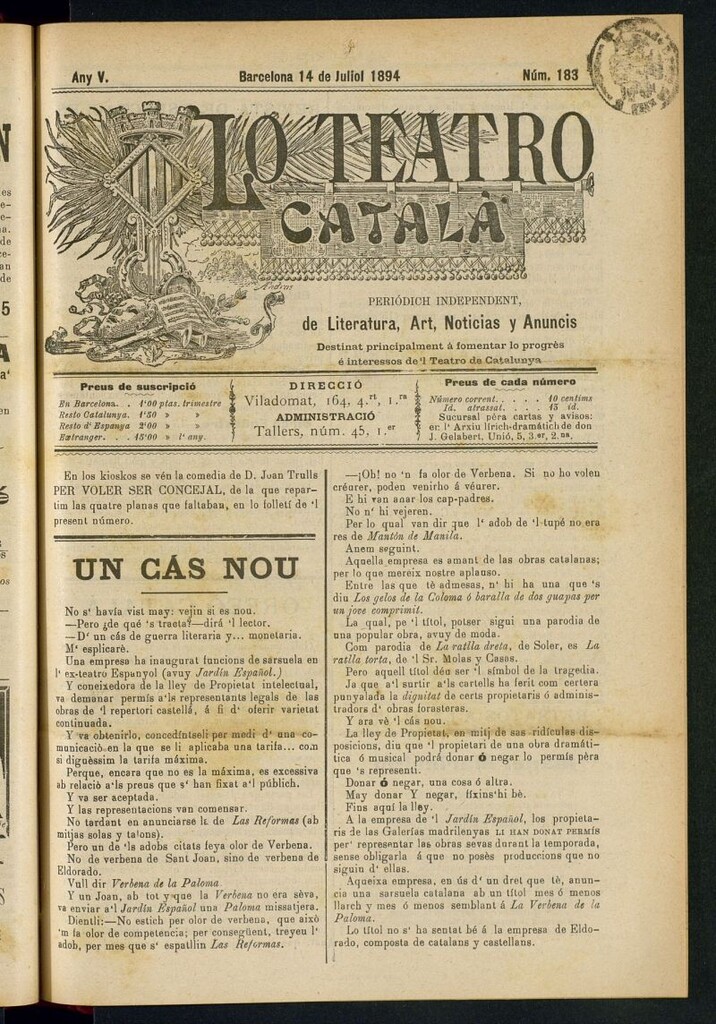 Any V.
Barcelona 14 de Juliol 1894
Núm. 183
LO TEATRO
CATALÀ
PERIÓDICH INDEPENDENT,
de Literatura, Art, Noticias y Anuncis
Destinat principalment á fomentar lo progrés
é interessos de 'l Teatro de Catalunya
Preus de suscripció
En Barcelona. . 1'00 ptas. trimestre
Resto Catalunya. 1'50 » »
Resto d' Espanya 2'00 » »
Extranger. . . 15'00 » l' any.
DIRECCIÓ
Viladomat, 164, 4.rt, 1.ra
ADMINISTRACIÓ
Tallers, núm. 45, 1.er
Preus de cada número
Número corrent. . . . . 10 centims
Id. atrassat. . . . 15 id.
Sucursal péra cartas y avisos:
en l' Arxiu lírich-dramátich de don
J. Gelabert, Unió, 5, 3.er, 2.na
En los kioskos se vén la comedia de D. Juan Trulls
PER VOLER SER CONCEJAL, de la que repar-
tim las quatre planas que faltaban, en lo folletí de 'l
present número.
UN CÁS NOU
No s' havía vist may: vejin si es nou.
—Pero ¿de qué 's tracta?—dirá 'l lector.
—D' un cás de guerra literaria y... monetaria.
M' esplicaré.
Una empresa ha inaugurat funcions de sarsuela en
l' ex-teatro Espanyol (avuy Jardín Español.)
Y coneixedora de la lley de Propietat intelectual,
va demanar permís a'ls representants legals de las
obras de 'l repertori castellá, á fi d' oferir varietat
continuada.
Y va obtenirlo, concedíntseli per medi d' una co-
municació en la que se li aplicaba una tarifa... com
si diguéssim la tarifa máxima.
Perque, encara que no es la máxima, es excessiva
ab relació a'ls preus que s' han fixat a'l públich.
Y va ser aceptada.
Y las representacions van comensar.
No tardant en anunciarse la de Las Reformas (ab
mitjas solas y talons).
Pero un de 'ls adobs citats feya olor de Verbena.
No de verbena de Sant Joan, sino de verbena de
Eldorado.
Vull dir Verbena de la Paloma.
Y un Joan, ab tot y que la Verbena no era séva,
va enviar a'l Jardín Español una Paloma missatjera.
Dientli:—No estich per olor de verbena, que aixó
'm fa olor de competencia; per consegüent, treyeu l'
adob, per mes que s' espatllin Las Reformas.
—¡Oh! no 'n fa olor de Verbena. Si no ho volen
créurer, poden venirho á véurer.
E hi van anar los cap-padres.
No n' hi vejeren.
Per lo qual van dir que l' adob de 'l tupé no era
res de Mantón de Manila.
Anem seguint.
Aquella empresa es amant de las obras catalanas;
per lo que mereix nostre aplauso.
Entre las que té admesas, n' hi ha una que 's
diu Los gelos de la Coloma ó baralla de dos guapas per
un jove comprimit.
La qual, pe 'l títol, potser sigui una parodia de
una popular obra, avuy de moda.
Com parodia de La ratlla dreta, de Soler, es La
ratlla torta, de 'l Sr. Molas y Casas.
Pero aquell títol déu ser 'l símbol de la tragedia.
Ja que a'l surtir a'ls cartells ha ferit com certera
punyalada la dignitat de certs propietaris ó adminis-
tradors d' obras forasteras.
Y ara vé 'l cás nou.
La lley de Propietat, en mitj de sas ridículas dis-
posicions, diu que 'l propietari de una obra dramáti-
ca ó musical podrá donar ó negar lo permís péra
que 's representi.
Donar ó negar, una cosa ó altra.
May donar Y negar, fíxins'hi bé.
Fins aquí la lley.
A la empresa de 'l Jardín Español, los propieta-
ris de las Galerías madrilenyas LI HAN DONAT PERMÍS
per' representar las obras sevas durant la temporada,
sense obligarla á que no posés produccions que no
siguin d' ellas.
Aqueixa empresa, en ús d' un dret que té, anun-
cia una sarsuela catalana ab un títol mes ó menos
llarch y mes ó menos semblant á La Verbena de la
Paloma.
Lo títol no s' ha sentat bé á la empresa de Eldo-
rado, composta de catalans y castellans.